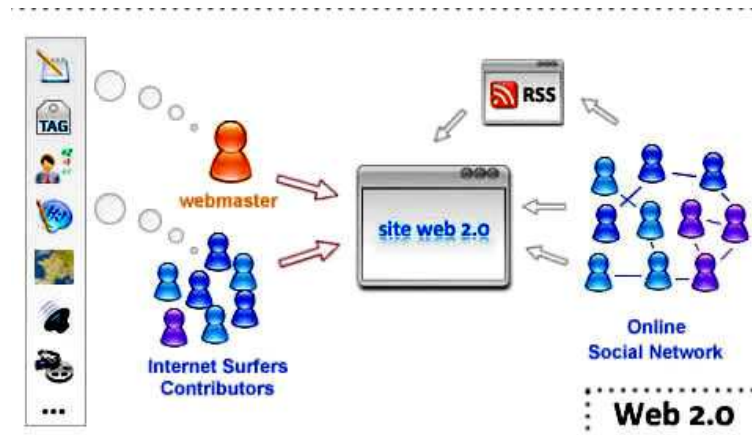 TAG
webmaster
Internet Surfers
Contributors
site web 2.0
RSS
Online
Social Network
Web 2.0